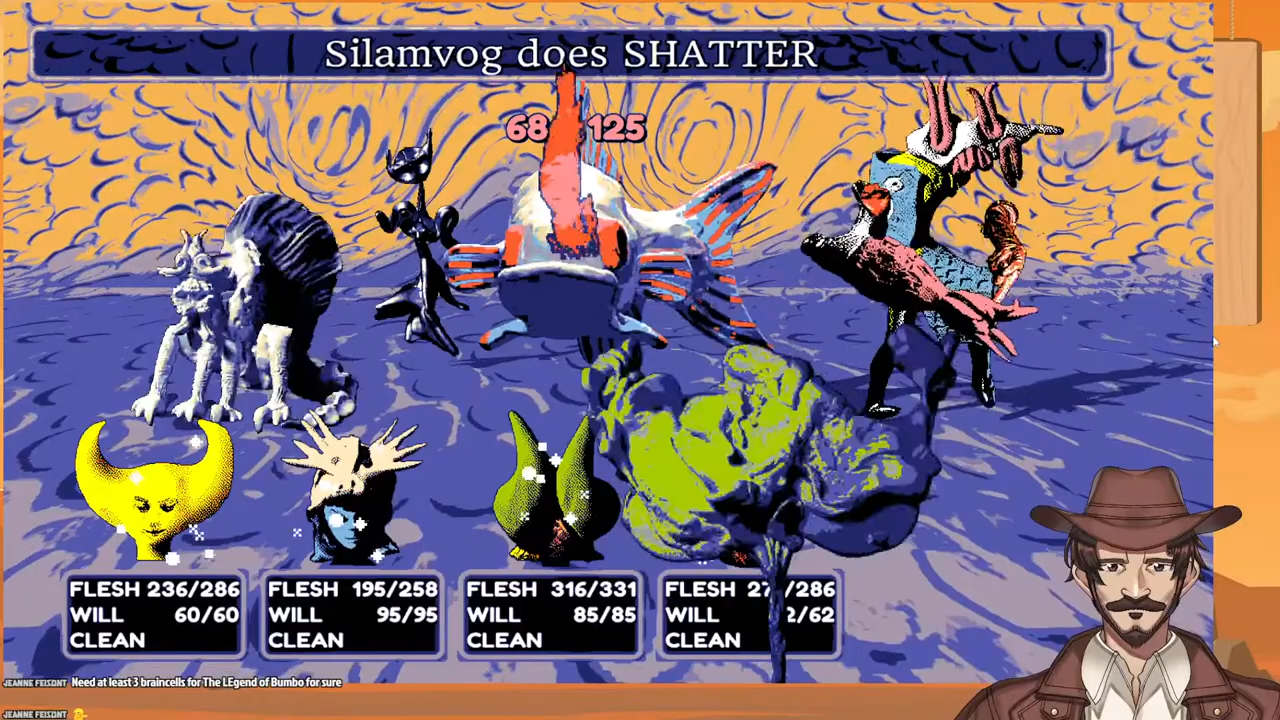 Silamvog does SHATTER
68 125
FLESH 236/286
WILL 60/60
CLEAN
FLESH 195/258
WILL 95/95
CLEAN
FLESH 316/331
WILL 85/85
CLEAN
FLESH /286
WILL 2/62
CLEAN
JEANNE FEISONT Need at least 3 braincells for The LEgend of Bumbo for sure
JEANNE FEISONT